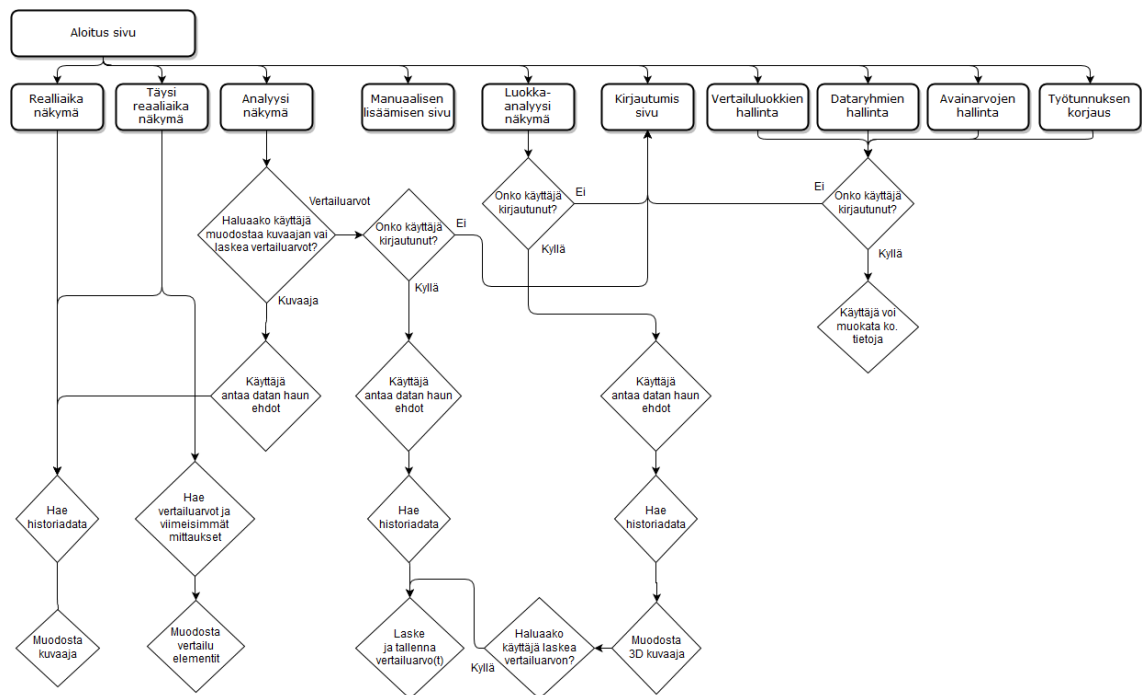 Aloitus sivu
Realliaika
näkymä
Täysi
reaaliaika
näkymä
Analyysi
näkymä
Manuaalisen
lisäämisen sivu
Luokka-
analyysi
näkymä
Kirjautumis
sivu
Vertailuluokkien
hallinta
Dataryhmien
hallinta
Avainarvojen
hallinta
Työtunnuksen
korjaus
Haluaako käyttäjä
muodostaa kuvaajan vai
laskea vertailuarvot?
Vertailuarvot
Kuvaaja
Onko käyttäjä
kirjautunut?
Ei
Kyllä
Onko käyttäjä
kirjautunut?
Ei
Kyllä
Onko käyttäjä
kirjautunut?
Ei
Kyllä
Käyttäjä voi
muokata ko.
tietoja
Käyttäjä
antaa datan haun
ehdot
Käyttäjä
antaa datan haun
ehdot
Käyttäjä
antaa datan haun
ehdot
Hae
historiadata
Hae
vertailuarvot ja
viimeisimmät
mittaukset
Hae
historiadata
Hae
historiadata
Muodosta
kuvaaja
Muodosta
vertailu
elementit
Laske
ja tallenna
vertailuarvo(t)
Kyllä
Haluaako
käyttäjä laskea
vertailuarvon?
Muodosta
3D kuvaaja